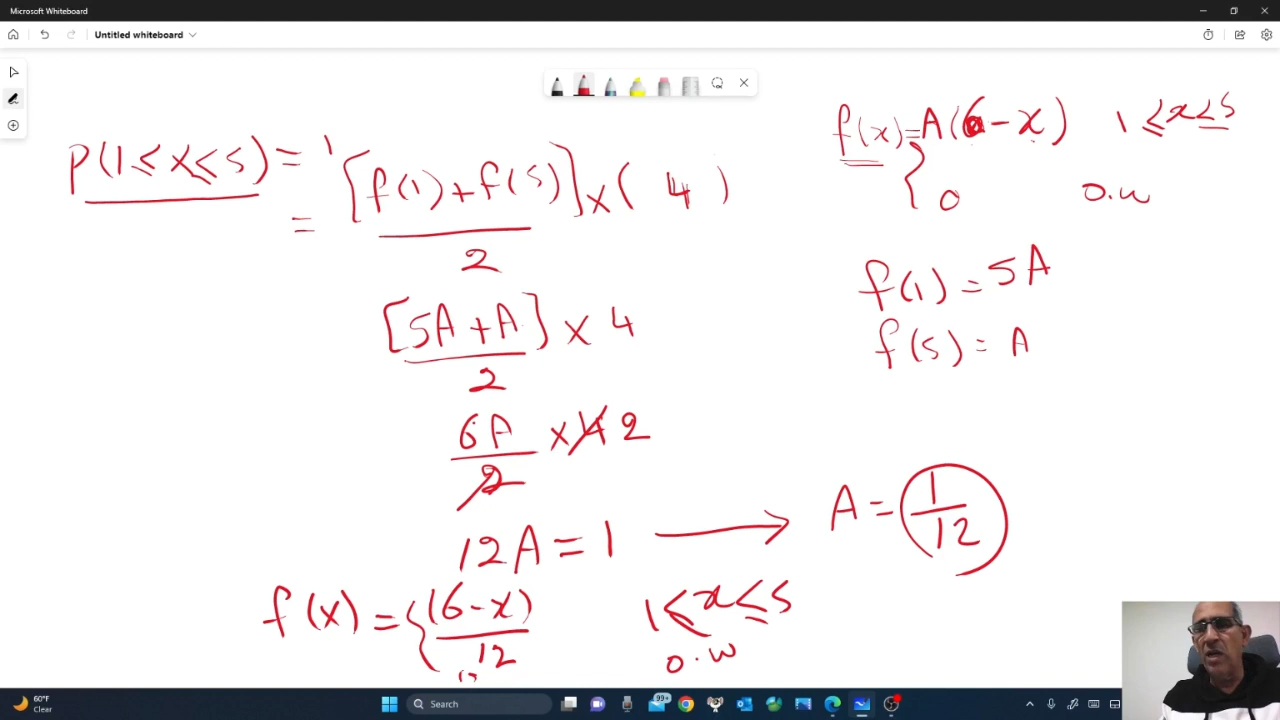 Microsoft Whiteboard
Untitled whiteboard
f(x)=A(6-x) 1≤x≤5
{ 0 o.w
P(1≤x≤5)=1
= [f(1)+f(5)]/2 × ( 4 )
f(1)=5A
f(5)=A
[5A+A]/2 × 4
6A/2 × 4 2
12A=1 → A=1/12
f(x)={(6-x)/12 1≤x≤5
o.w
60°F
Clear
Search
99+